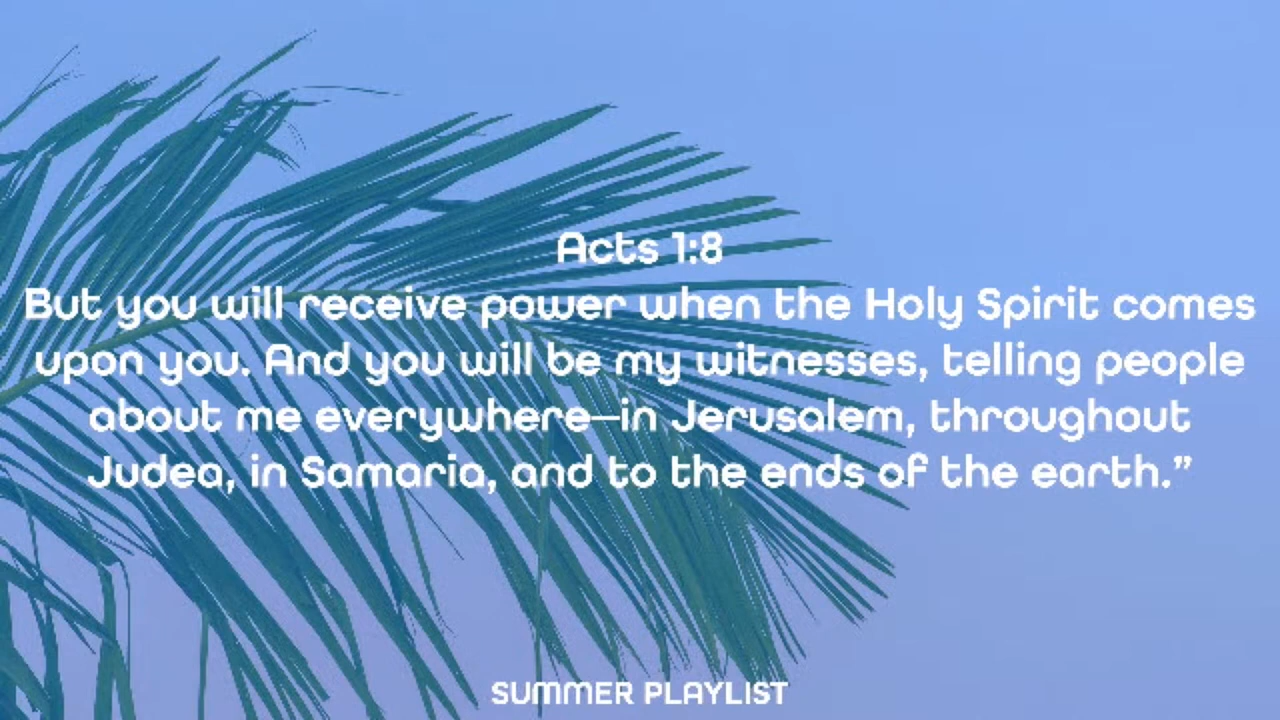 Acts 1:8
But you will receive power when the Holy Spirit comes
upon you. And you will be my witnesses, telling people
about me everywhere—in Jerusalem, throughout
Judea, in Samaria, and to the ends of the earth.”
SUMMER PLAYLIST